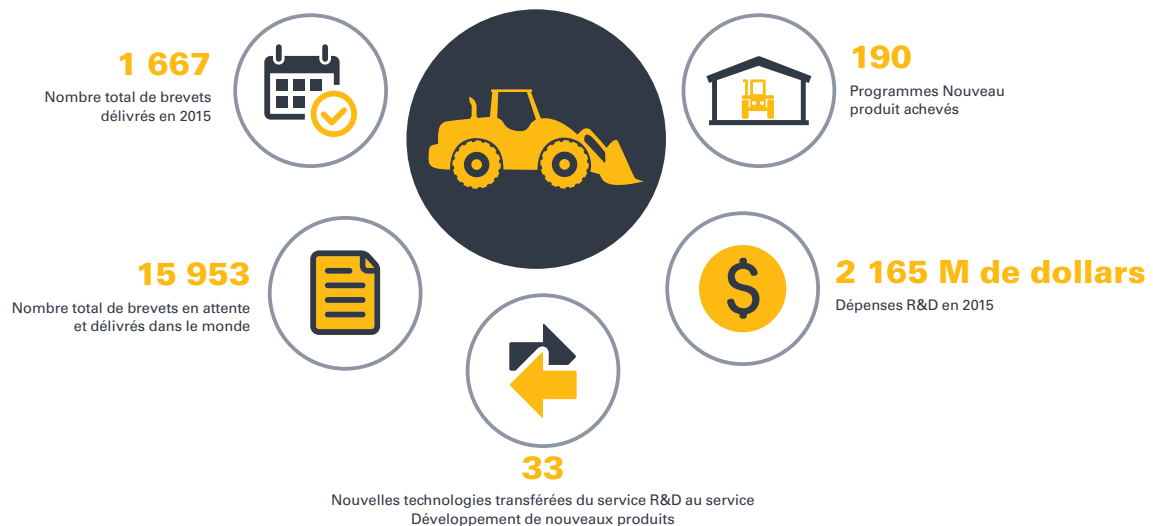 1 667
Nombre total de brevets
délivrés en 2015
190
Programmes Nouveau
produit achevés
15 953
Nombre total de brevets en attente
et délivrés dans le monde
$
2 165 M de dollars
Dépenses R&D en 2015
33
Nouvelles technologies transférées du service R&D au service
Développement de nouveaux produits